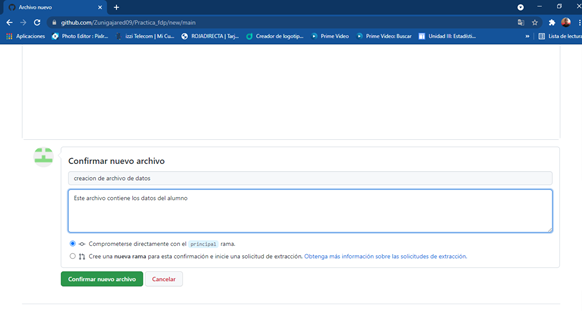 Archivo nuevo
github.com/Zunigajared09/Practica_fdp/new/main
Aplicaciones
Photo Editor : Pixlr...
izzi Telecom | Mi Cu...
ROJADIRECTA | Tarj...
Creador de logotip...
Prime Video
Prime Video: Buscar
Unidad III: Estadísti...
»
Lista de lectura
Confirmar nuevo archivo
creacion de archivo de datos
Este archivo contiene los datos del alumno
Comprometerse directamente con el principal rama.
Cree una nueva rama para esta confirmación e inicie una solicitud de extracción. Obtenga más información sobre las solicitudes de extracción.
Confirmar nuevo archivo
Cancelar